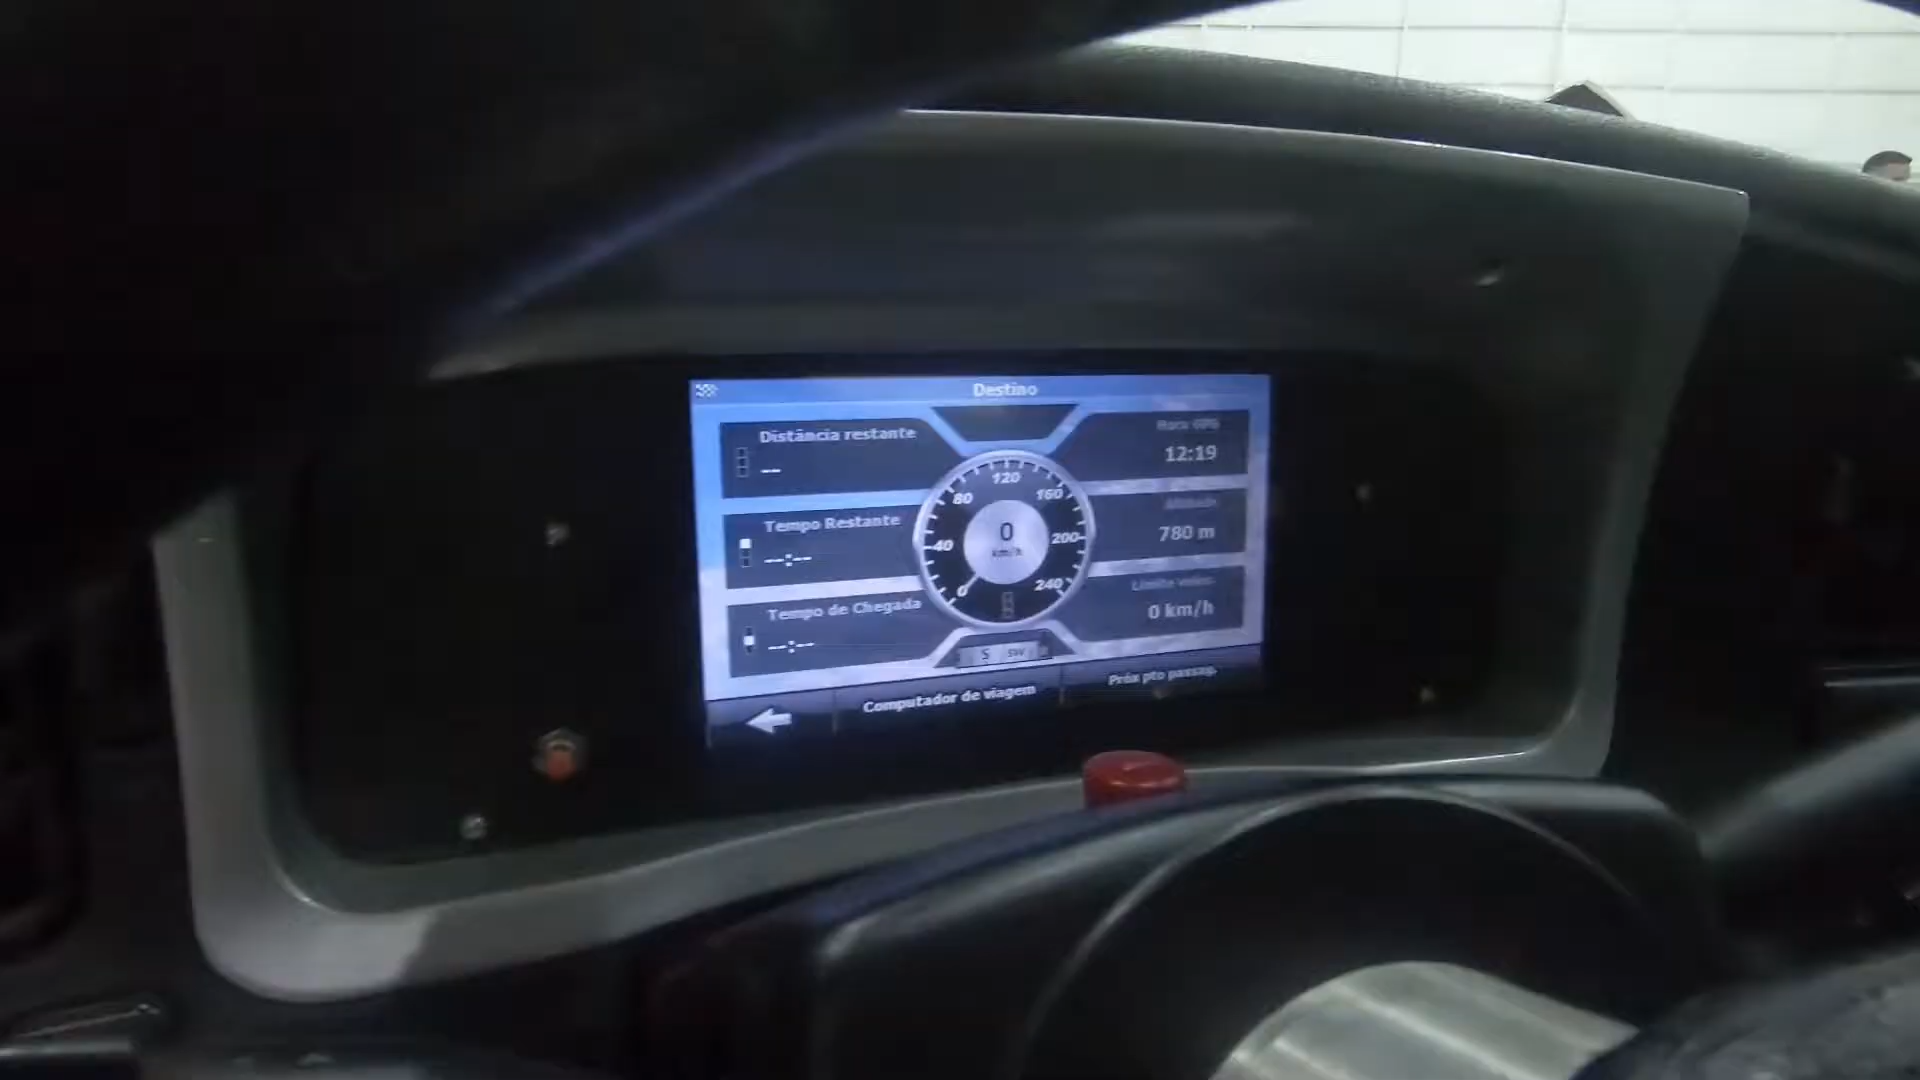 Destino
Distância restante
--
Tempo Restante
--:--
Tempo de Chegada
--:--
120
80
160
0
km/h
40
200
0
240
Hora GPS
12:19
Altitude
780 m
Limite veloc.
0 km/h
S SW
Computador de viagem
Próx pto passag.